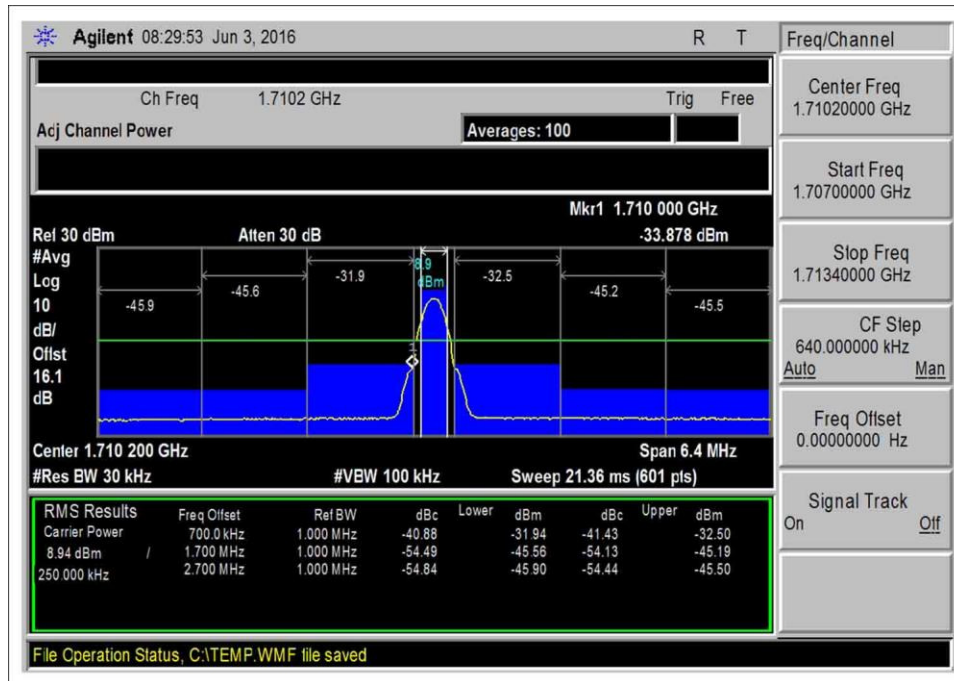 Agilent 08:29:53 Jun 3, 2016 R T
Ch Freq 1.7102 GHz Trig Free
Adj Channel Power Averages: 100
Mkr1 1.710 000 GHz
Ref 30 dBm Atten 30 dB -33.878 dBm
#Avg
Log
10
dB/
Offst
16.1
dB
-45.9
-45.6
-31.9
8.9
dBm
-32.5
-45.2
-45.5
1
Center 1.710 200 GHz Span 6.4 MHz
#Res BW 30 kHz #VBW 100 kHz Sweep 21.36 ms (601 pts)
RMS Results Freq Offset Ref BW dBc Lower dBm dBc Upper dBm
Carrier Power 700.0 kHz 1.000 MHz -40.88 -31.94 -41.43 -32.50
8.94 dBm / 1.700 MHz 1.000 MHz -54.49 -45.56 -54.13 -45.19
250.000 kHz 2.700 MHz 1.000 MHz -54.84 -45.90 -54.44 -45.50
File Operation Status, C:\TEMP.WMF file saved
Freq/Channel
Center Freq
1.71020000 GHz
Start Freq
1.70700000 GHz
Stop Freq
1.71340000 GHz
CF Step
640.000000 kHz
Auto Man
Freq Offset
0.00000000 Hz
Signal Track
On Off